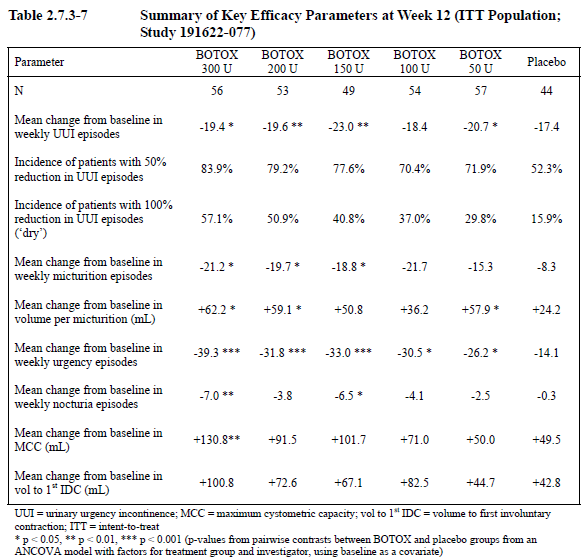 Table 2.7.3-7 Summary of Key Efficacy Parameters at Week 12 (ITT Population;
Study 191622-077)
Parameter BOTOX 300 U BOTOX 200 U BOTOX 150 U BOTOX 100 U BOTOX 50 U Placebo
N 56 53 49 54 57 44
Mean change from baseline in
weekly UUI episodes -19.4 * -19.6 ** -23.0 ** -18.4 -20.7 * -17.4
Incidence of patients with 50%
reduction in UUI episodes 83.9% 79.2% 77.6% 70.4% 71.9% 52.3%
Incidence of patients with 100%
reduction in UUI episodes 57.1% 50.9% 40.8% 37.0% 29.8% 15.9%
(‘dry’)
Mean change from baseline in
weekly micturition episodes -21.2 * -19.7 * -18.8 * -21.7 -15.3 -8.3
Mean change from baseline in
volume per micturition (mL) +62.2 * +59.1 * +50.8 +36.2 +57.9 * +24.2
Mean change from baseline in
weekly urgency episodes -39.3 *** -31.8 *** -33.0 *** -30.5 * -26.2 * -14.1
Mean change from baseline in
weekly nocturia episodes -7.0 ** -3.8 -6.5 * -4.1 -2.5 -0.3
Mean change from baseline in
MCC (mL) +130.8** +91.5 +101.7 +71.0 +50.0 +49.5
Mean change from baseline in
vol to 1st IDC (mL) +100.8 +72.6 +67.1 +82.5 +44.7 +42.8
UUI = urinary urgency incontinence; MCC = maximum cystometric capacity; vol to 1st IDC = volume to first involuntary
contraction; ITT = intent-to-treat
* p < 0.05, ** p < 0.01, *** p < 0.001 (p-values from pairwise contrasts between BOTOX and placebo groups from an
ANCOVA model with factors for treatment group and investigator, using baseline as a covariate)